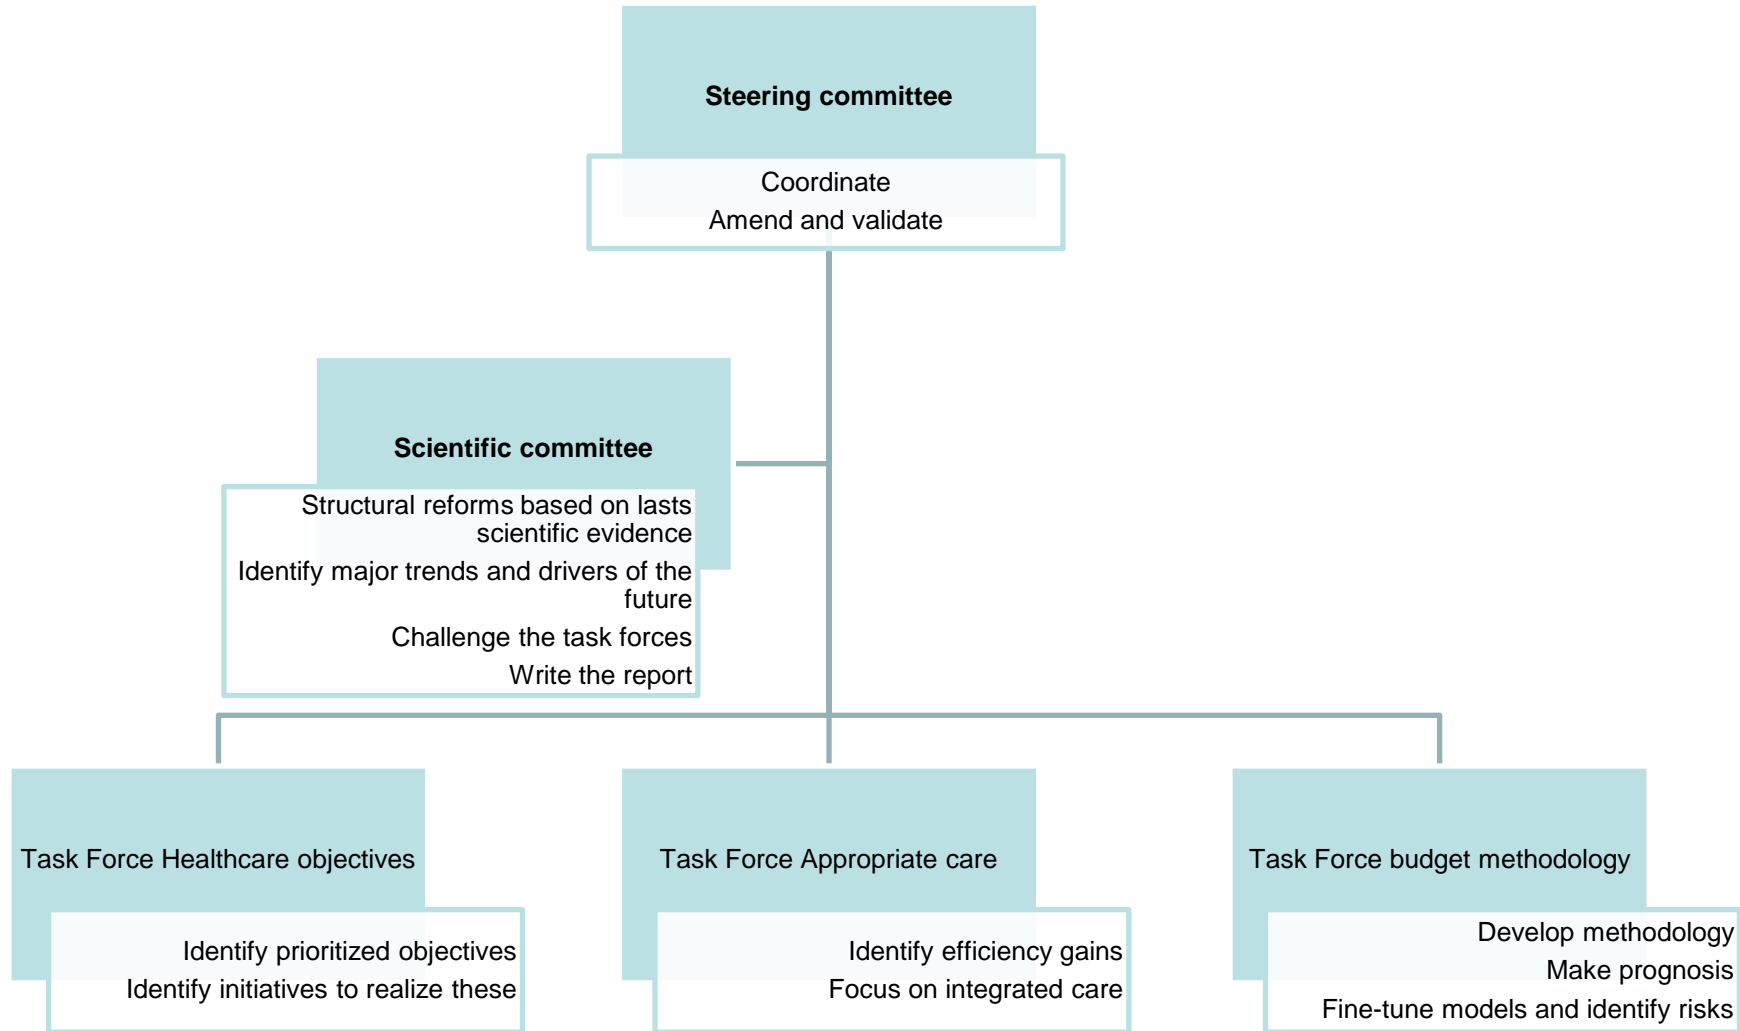 Steering committee
Coordinate
Amend and validate
Scientific committee
Structural reforms based on lasts
scientific evidence
Identify major trends and drivers of the
future
Challenge the task forces
Write the report
Task Force Healthcare objectives
Identify prioritized objectives
Identify initiatives to realize these
Task Force Appropriate care
Identify efficiency gains
Focus on integrated care
Task Force budget methodology
Develop methodology
Make prognosis
Fine-tune models and identify risks